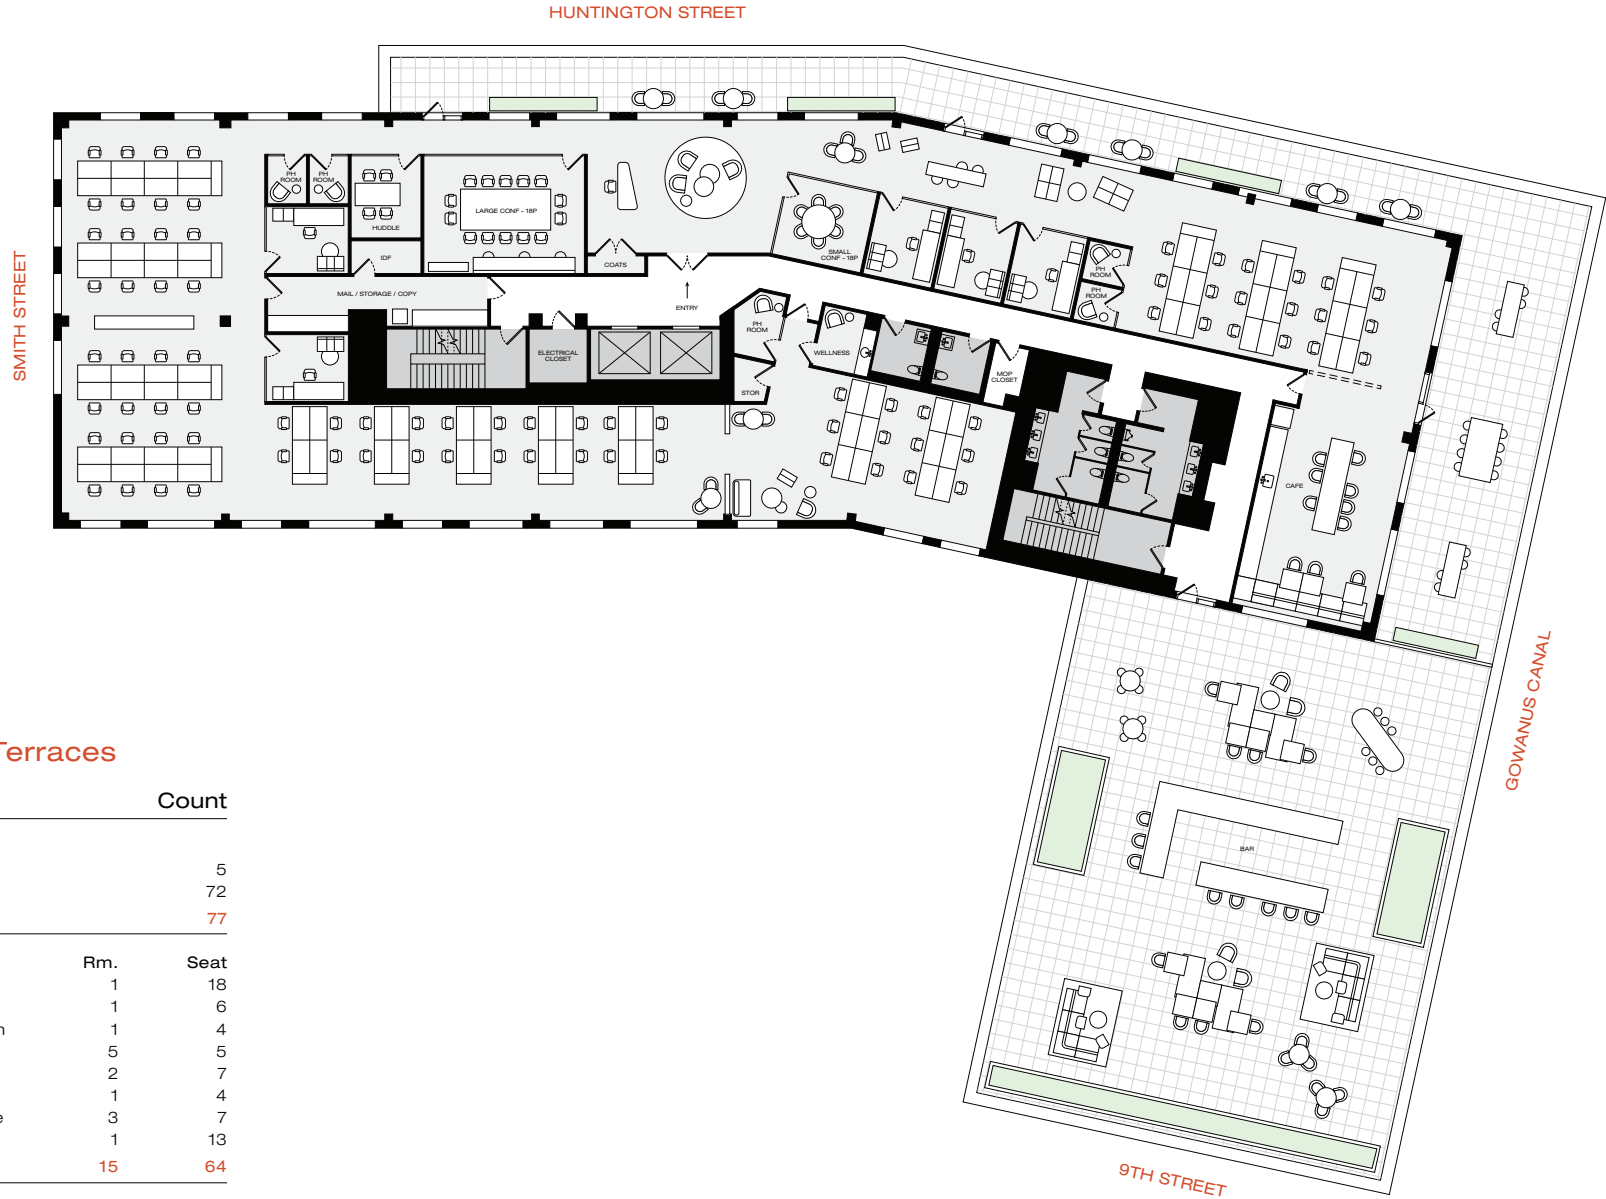 HUNTINGTON STREET
SMITH STREET
PH
ROOM
PH
ROOM
HUDDLE
LARGE CONF - 18P
IDF
COATS
MAIL / STORAGE / COPY
ENTRY
ELECTRICAL
CLOSET
PH
ROOM
STOR
WELLNESS
MOP
CLOSET
SMALL
CONF - 18P
PH
ROOM
PH
ROOM
CAFE
BAR
GOWANUS CANAL
9TH STREET
Terraces
Count
5
72
77
Rm. Seat
1 18
1 6
1 4
5 5
2 7
1 4
3 7
1 13
15 64